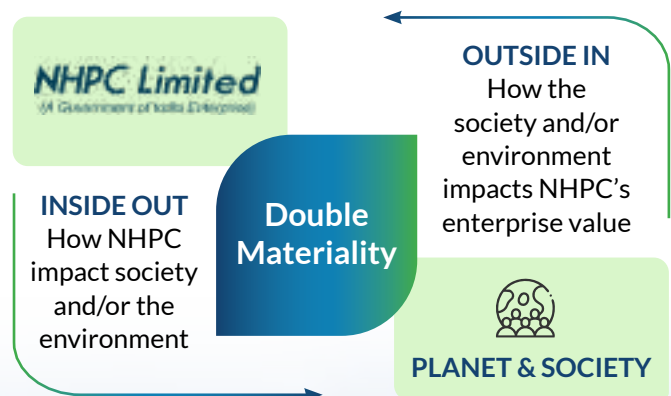 NHPC Limited
(A Government of India Enterprise)
OUTSIDE IN
How the
society and/or
environment
impacts NHPC's
enterprise value
Double
Materiality
INSIDE OUT
How NHPC
impact society
and/or the
environment
PLANET & SOCIETY